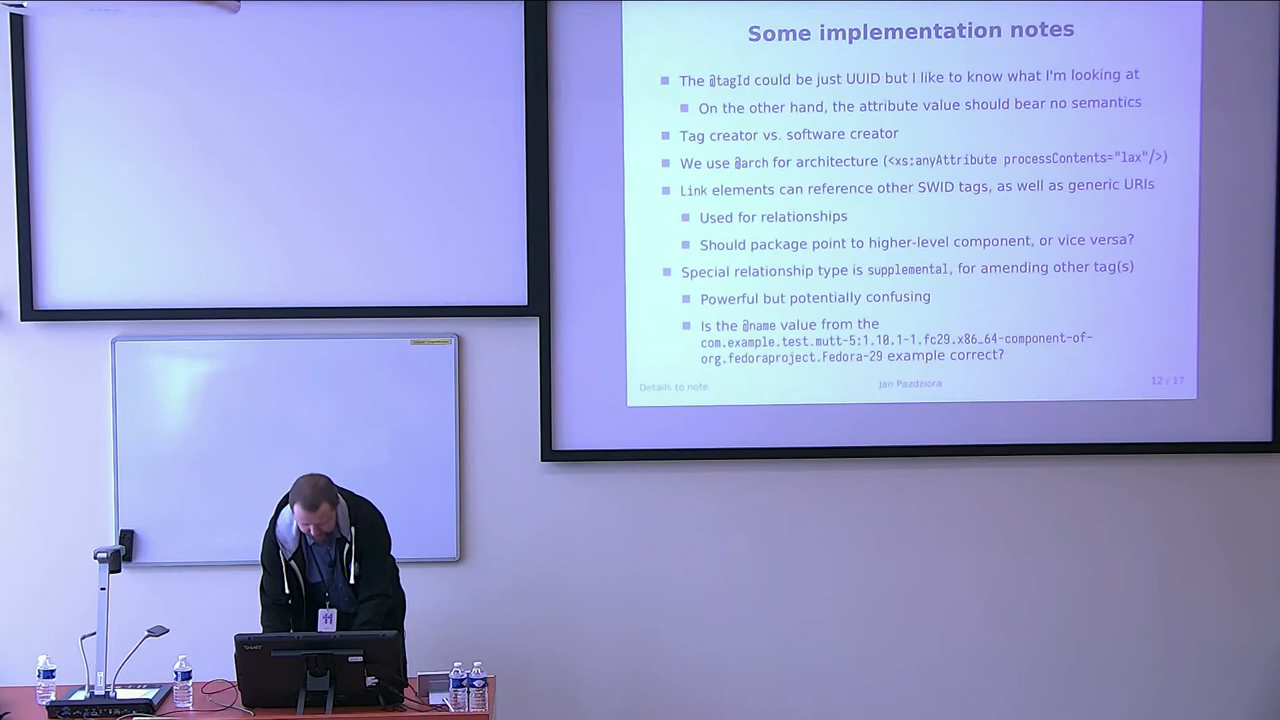 Some implementation notes
The @tagId could be just UUID but I like to know what I'm looking at
On the other hand, the attribute value should bear no semantics
Tag creator vs. software creator
We use @arch for architecture (<xs:anyAttribute processContents="lax"/>)
Link elements can reference other SWID tags, as well as generic URIs
Used for relationships
Should package point to higher-level component, or vice versa?
Special relationship type is supplemental, for amending other tag(s)
Powerful but potentially confusing
Is the @name value from the
com.example.test.mutt-5:1.10.1-1.fc29.x86_64-component-of-
org.fedoraproject.Fedora-29 example correct?
Details to note
Jan Pazdziora
12 / 17